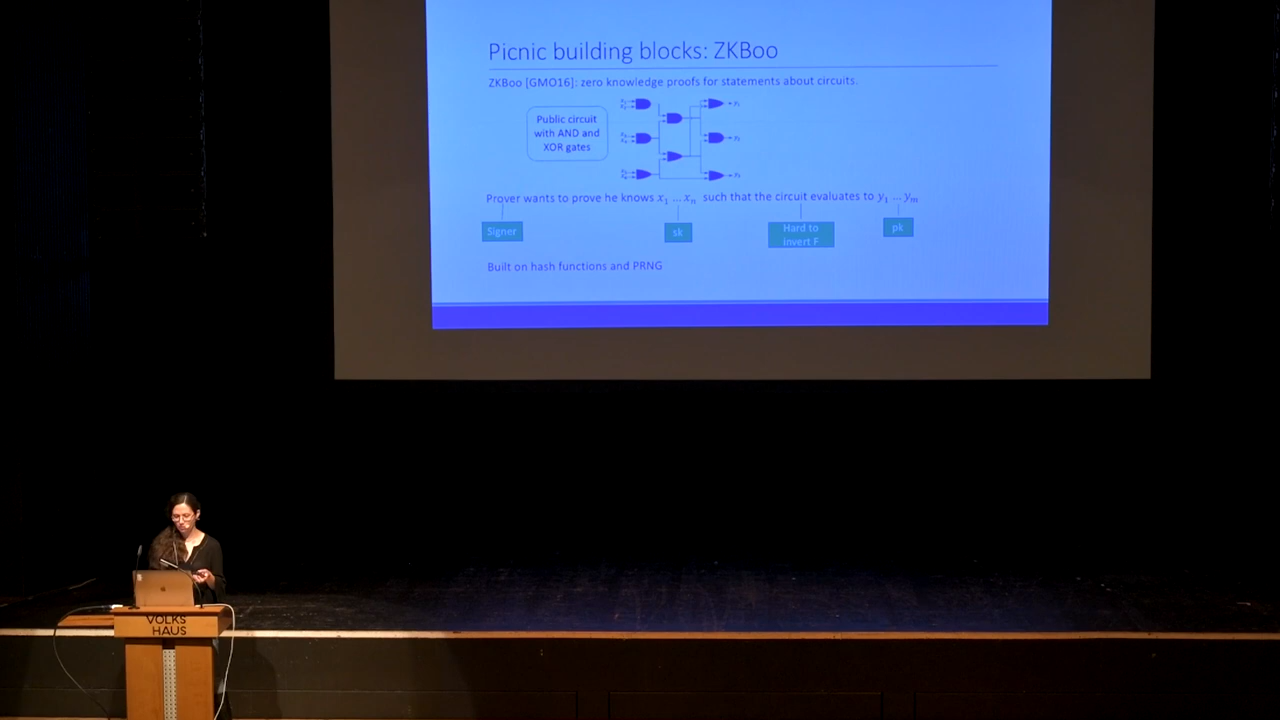 Picnic building blocks: ZKBoo
ZKBoo [GMO16]: zero knowledge proofs for statements about circuits.
Public circuit
with AND and
XOR gates
Prover wants to prove he knows x₁ … xₙ such that the circuit evaluates to y₁ … yₘ
Signer
sk
Hard to
invert F
pk
Built on hash functions and PRNG
VOLKS
HAUS